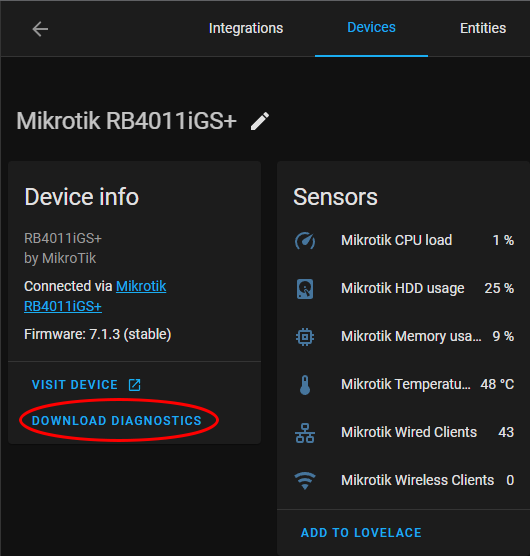 Integrations Devices Entities
Mikrotik RB4011iGS+
Device info
RB4011iGS+
by MikroTik
Connected via Mikrotik
RB4011iGS+
Firmware: 7.1.3 (stable)
VISIT DEVICE
DOWNLOAD DIAGNOSTICS
Sensors
Mikrotik CPU load 1 %
Mikrotik HDD usage 25 %
Mikrotik Memory usa... 9 %
Mikrotik Temperatu... 48 °C
Mikrotik Wired Clients 43
Mikrotik Wireless Clients 0
ADD TO LOVELACE